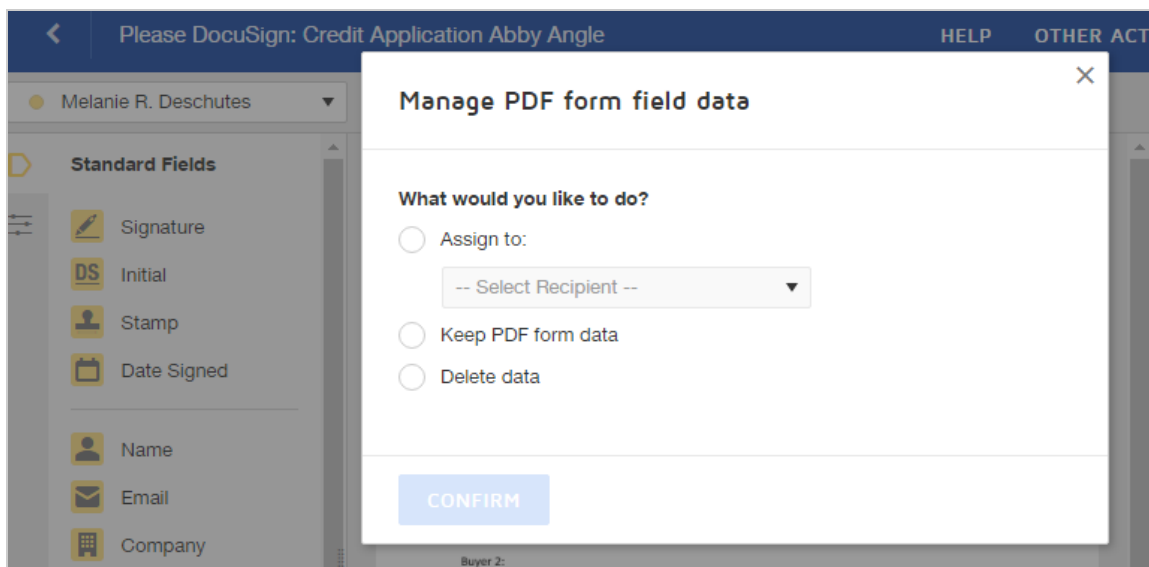 Please DocuSign: Credit Application Abby Angle
HELP
OTHER ACT
Melanie R. Deschutes
Standard Fields
Signature
DS
Initial
Stamp
Date Signed
Name
Email
Company
Manage PDF form field data
What would you like to do?
Assign to:
-- Select Recipient --
Keep PDF form data
Delete data
CONFIRM
Buyer 2: